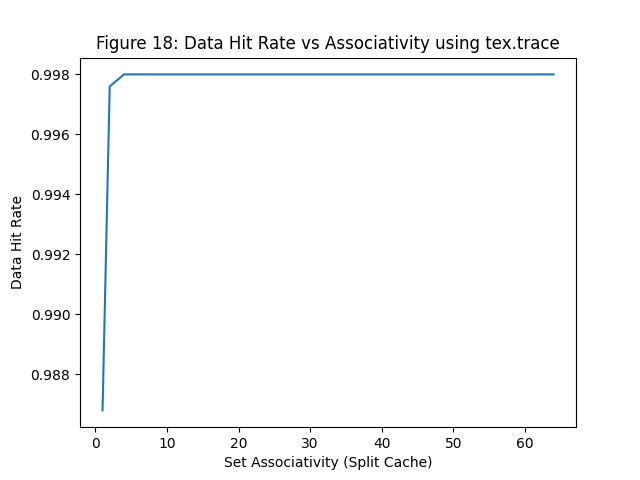 Figure 18: Data Hit Rate vs Associativity using tex.trace
0.998
0.996
0.994
0.992
0.990
0.988
Data Hit Rate
0 10 20 30 40 50 60
Set Associativity (Split Cache)